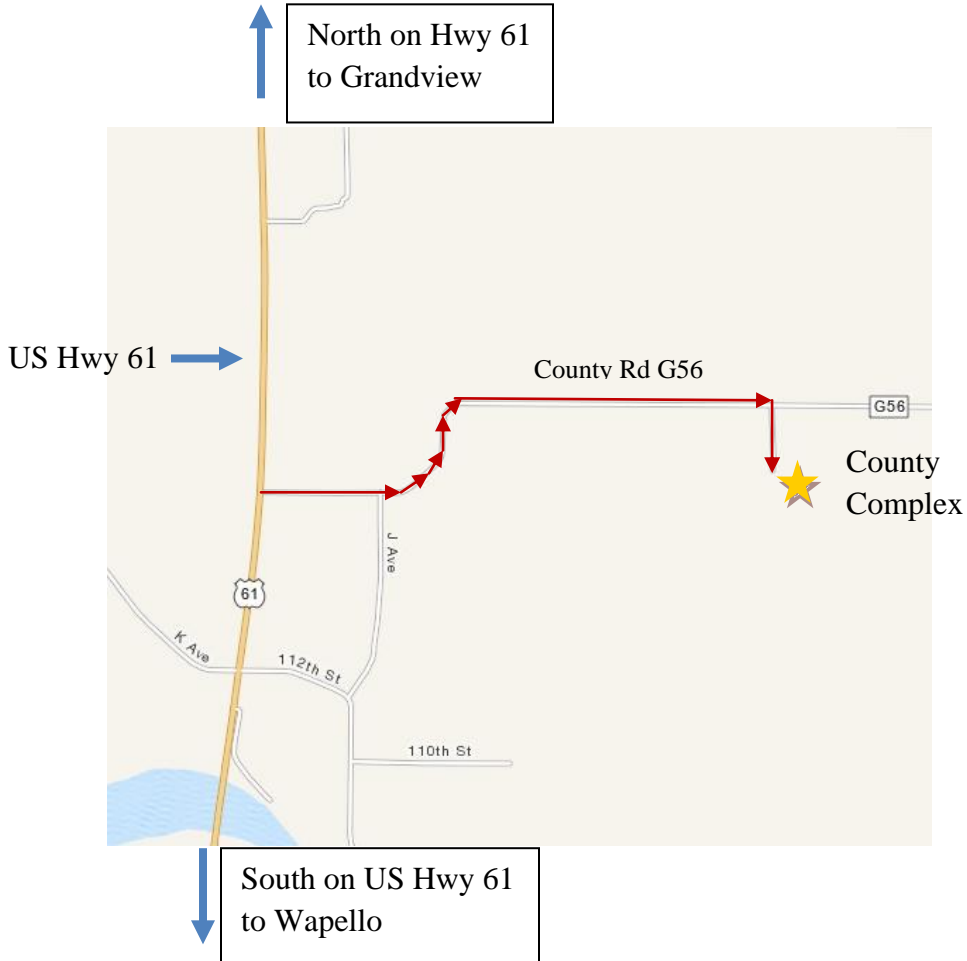 North on Hwy 61
to Grandview
US Hwy 61
County Rd G56
G56
County
Complex
J Ave
61
K Ave
112th St
110th St
South on US Hwy 61
to Wapello